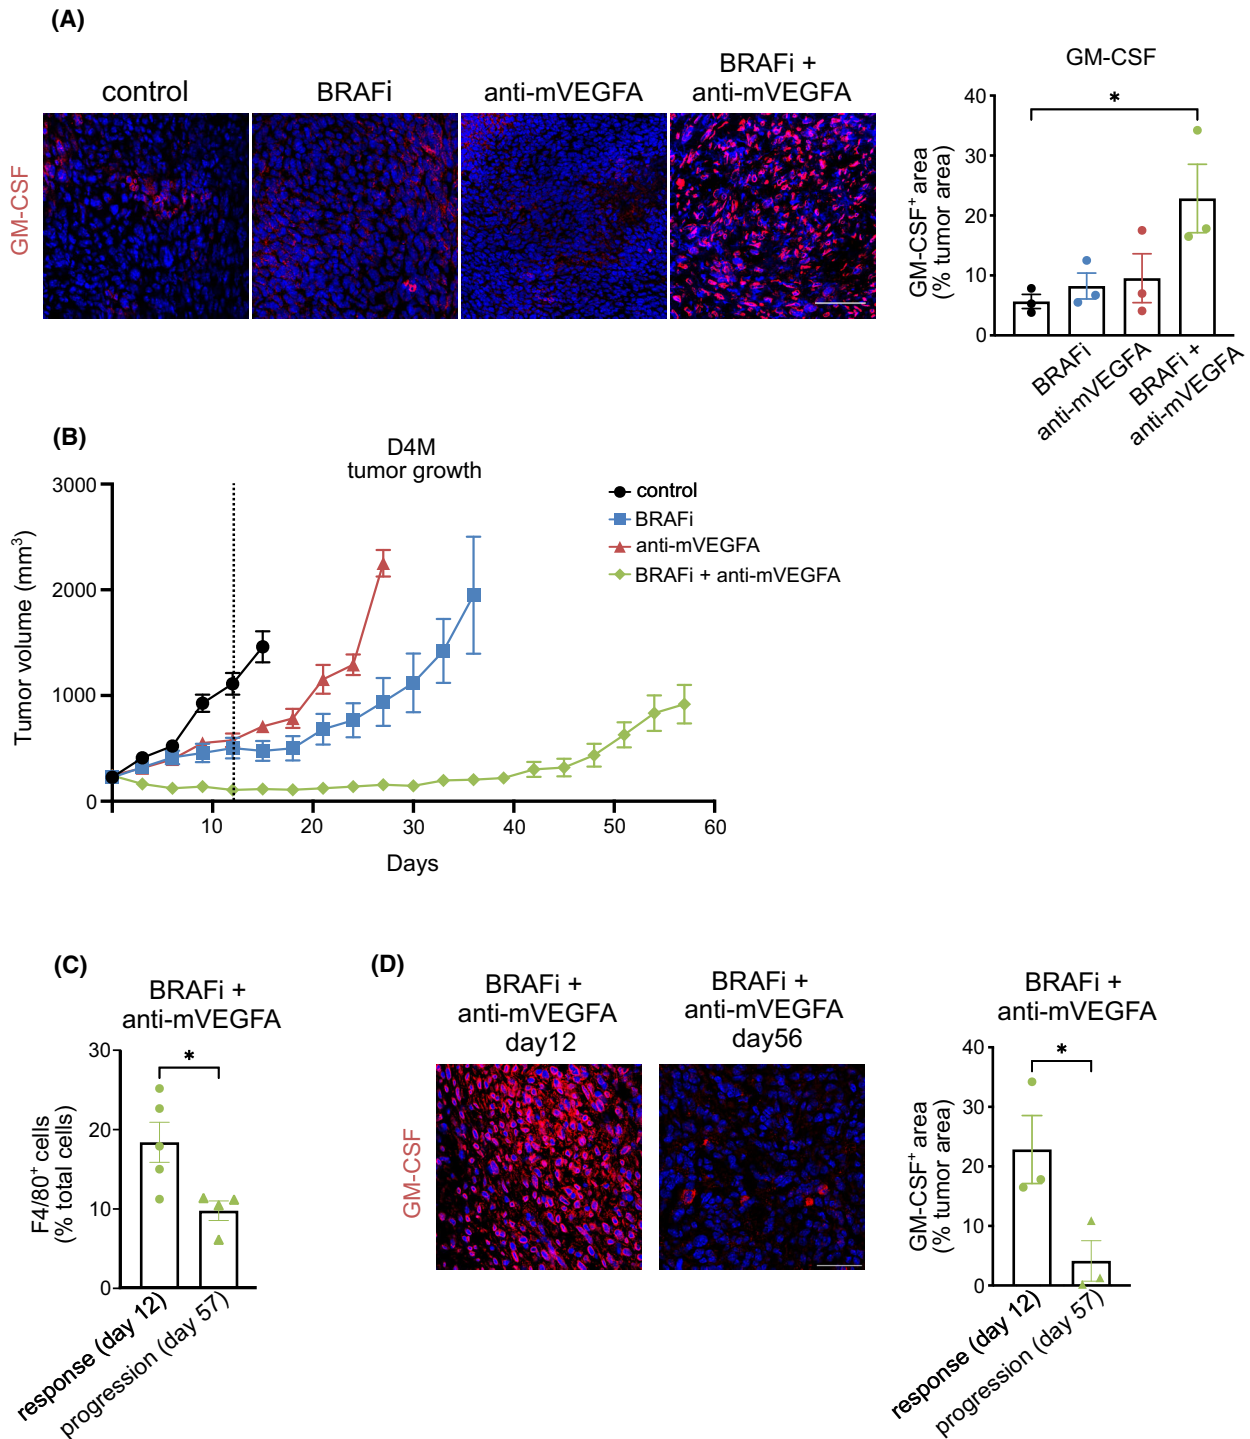 (A)
control
BRAFi
anti-mVEGFA
BRAFi +
anti-mVEGFA
GM-CSF
GM-CSF
GM-CSF⁺ area
(% tumor area)
40
30
20
10
0
*
BRAFi
anti-mVEGFA
BRAFi +
anti-mVEGFA
(B)
D4M
tumor growth
Tumor volume (mm³)
3000
2000
1000
0
10
20
30
40
50
60
Days
control
BRAFi
anti-mVEGFA
BRAFi + anti-mVEGFA
(C)
BRAFi +
anti-mVEGFA
F4/80⁺ cells
(% total cells)
30
20
10
0
*
response (day 12)
progression (day 57)
(D)
BRAFi +
anti-mVEGFA
day12
BRAFi +
anti-mVEGFA
day56
GM-CSF
BRAFi +
anti-mVEGFA
GM-CSF⁺ area
(% tumor area)
40
30
20
10
0
*
response (day 12)
progression (day 57)